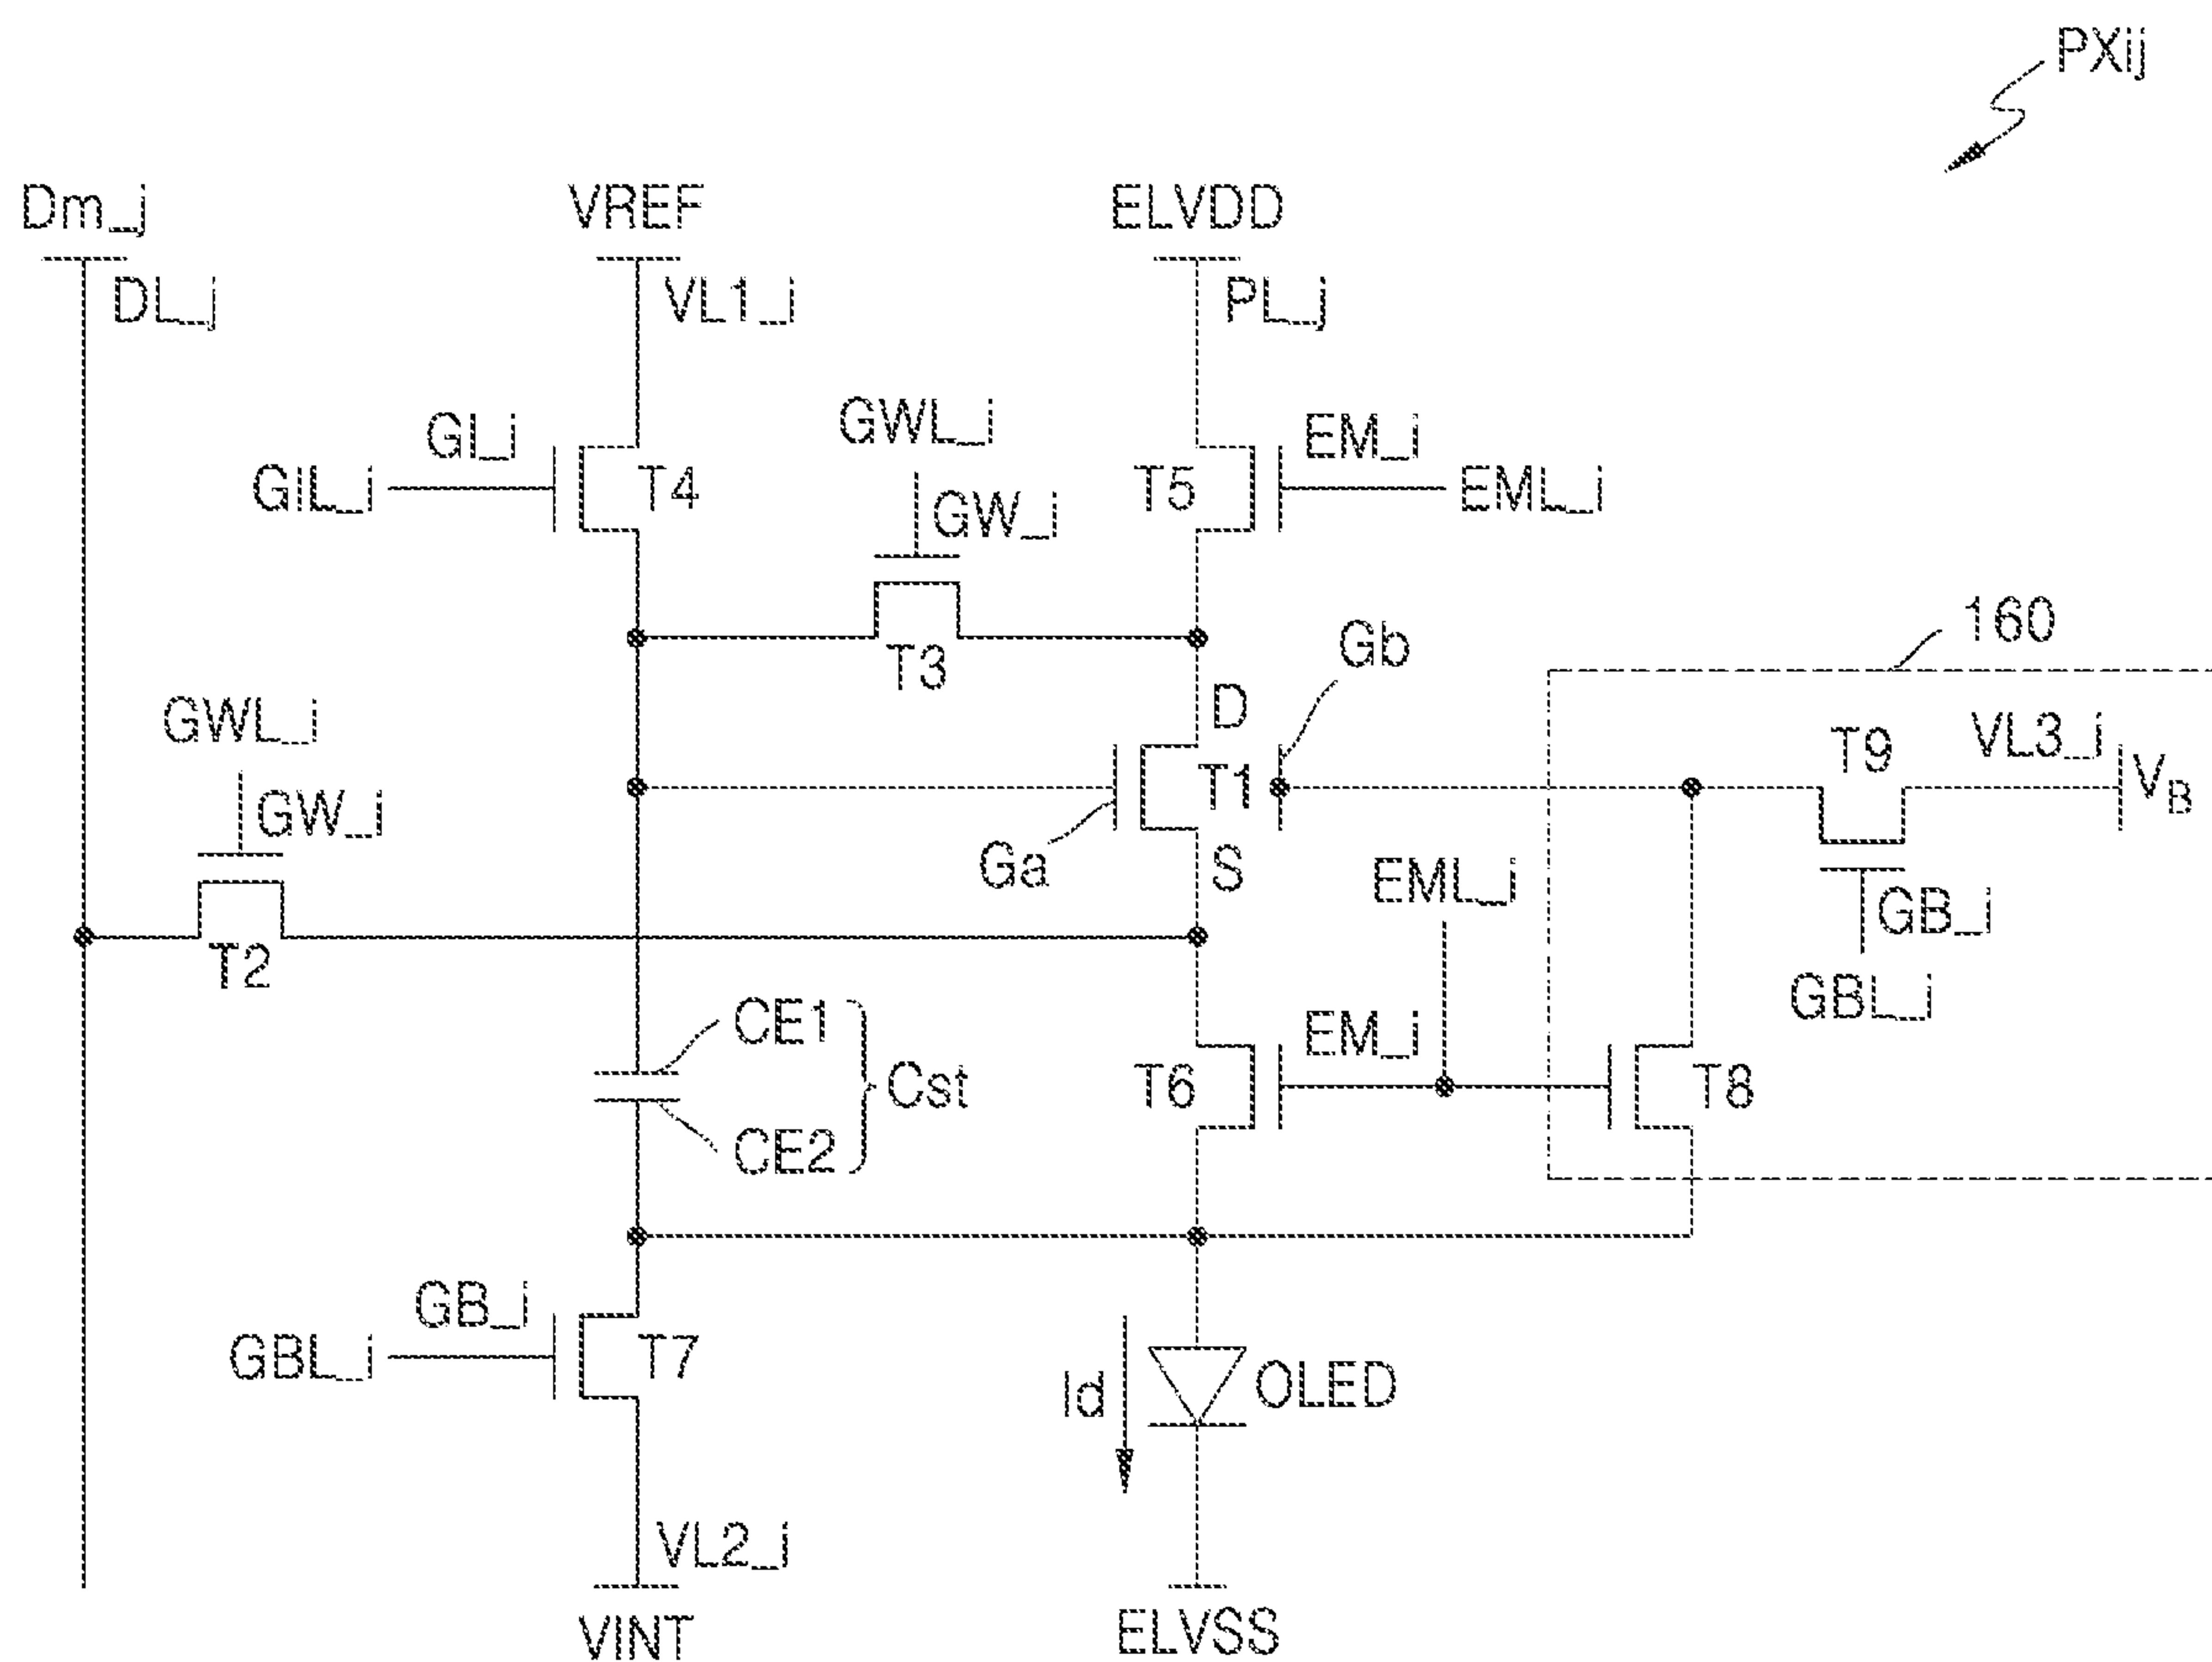 PXij
Dm_j
VREF
ELVDD
DL_j
VL1_i
PL_j
GI_i
GIL_i
T4
GWL_i
GW_i
T3
T5
EM_i
EML_i
160
Gb
D
T1
S
Ga
T9
VL3_i
VB
GB_i
GBL_i
GWL_i
GW_i
T2
EML_i
CE1
CE2
Cst
T6
EM_i
T8
GB_i
GBL_i
T7
Id
OLED
VL2_i
VINT
ELVSS